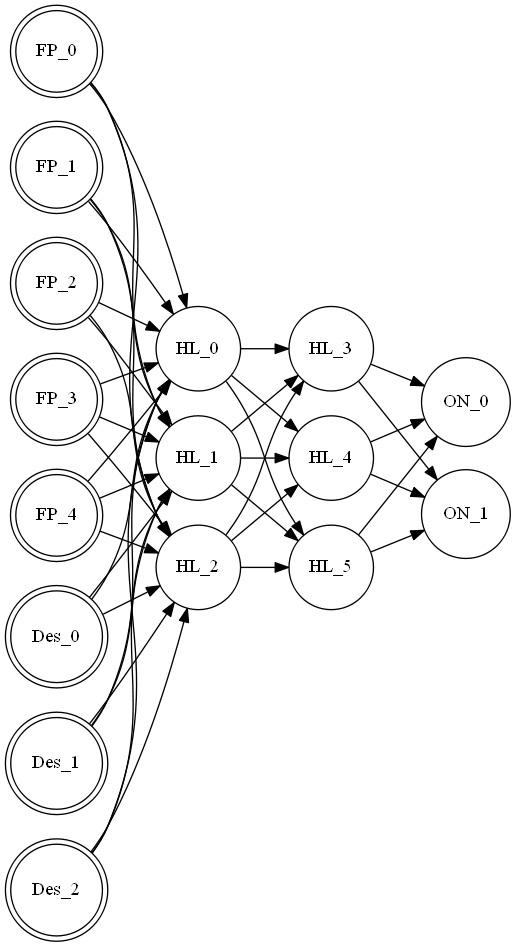 FP_0
FP_1
FP_2
FP_3
FP_4
Des_0
Des_1
Des_2
HL_0
HL_1
HL_2
HL_3
HL_4
HL_5
ON_0
ON_1